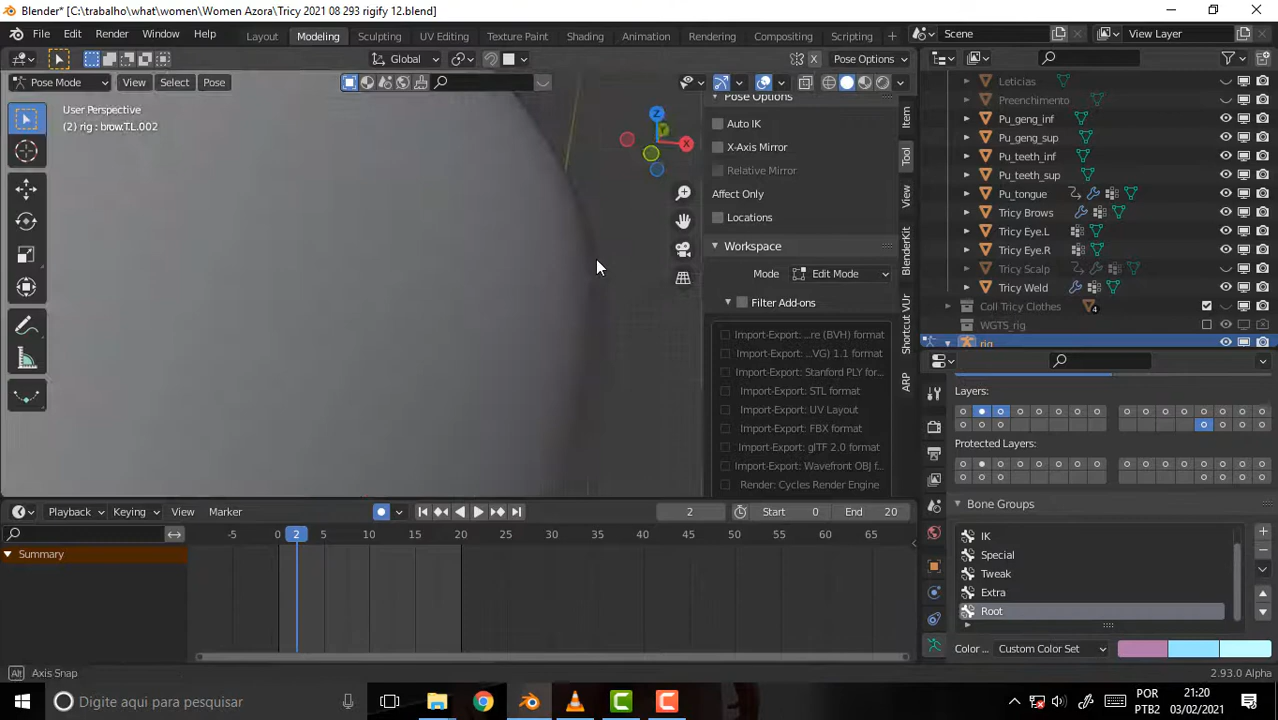 Blender* [C:\trabalho\what\women\Women Azora\Tricy 2021 08 293 rigify 12.blend]
File Edit Render Window Help Layout Modeling Sculpting UV Editing Texture Paint Shading Animation Rendering Compositing Scripting + Scene View Layer
Global Pose Options
Pose Mode View Select Pose
User Perspective
(2) rig : brow.T.L.002
Z
Y
X
Pose Options
Auto IK
X-Axis Mirror
Relative Mirror
Affect Only
Locations
Workspace
Mode Edit Mode
Filter Add-ons
Import-Export: ...re (BVH) format
Import-Export: ...VG) 1.1 format
Import-Export: Stanford PLY for...
Import-Export: STL format
Import-Export: UV Layout
Import-Export: FBX format
Import-Export: glTF 2.0 format
Import-Export: Wavefront OBJ f...
Render: Cycles Render Engine
Item
Tool
View
BlenderKit
Shortcut VUr
ARP
Leticias
Preenchimento
Pu_geng_inf
Pu_geng_sup
Pu_teeth_inf
Pu_teeth_sup
Pu_tongue
Tricy Brows
Tricy Eye.L
Tricy Eye.R
Tricy Scalp
Tricy Weld
Coll Tricy Clothes 4
WGTS_rig
rig
Layers:
Protected Layers:
Bone Groups
IK
Special
Tweak
Extra
Root
Color ... Custom Color Set
Playback Keying View Marker 2 Start 0 End 20
-5 0 2 5 10 15 20 25 30 35 40 45 50 55 60 65
Summary
Alt Axis Snap 2.93.0 Alpha
Digite aqui para pesquisar
POR
PTB2
21:20
03/02/2021